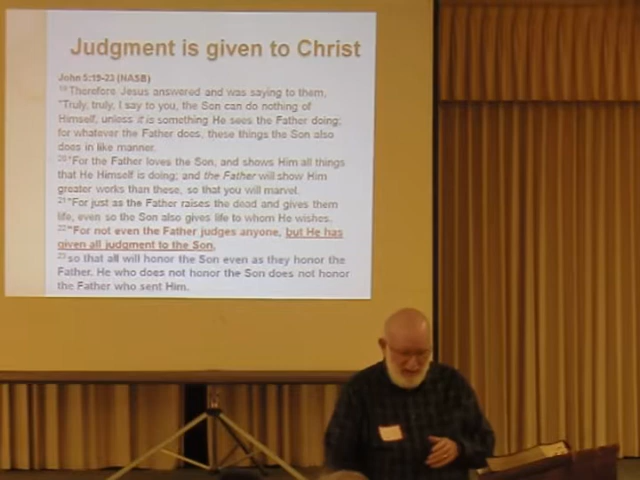 Judgment is given to Christ
John 5:19-23 (NASB)
19 Therefore Jesus answered and was saying to them,
"Truly, truly, I say to you, the Son can do nothing of
Himself, unless it is something He sees the Father doing;
for whatever the Father does, these things the Son also
does in like manner.
20 "For the Father loves the Son, and shows Him all things
that He Himself is doing; and the Father will show Him
greater works than these, so that you will marvel.
21 "For just as the Father raises the dead and gives them
life, even so the Son also gives life to whom He wishes.
22 "For not even the Father judges anyone, but He has
given all judgment to the Son,
23 so that all will honor the Son even as they honor the
Father. He who does not honor the Son does not honor
the Father who sent Him.